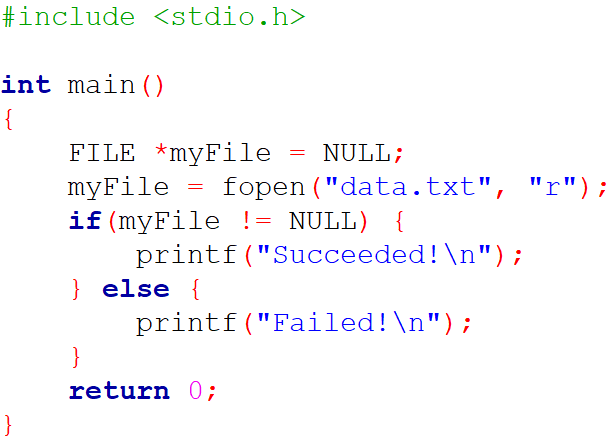 #include <stdio.h>

int main()
{
    FILE *myFile = NULL;
    myFile = fopen("data.txt", "r");
    if(myFile != NULL) {
        printf("Succeeded!\n");
    } else {
        printf("Failed!\n");
    }
    return 0;
}